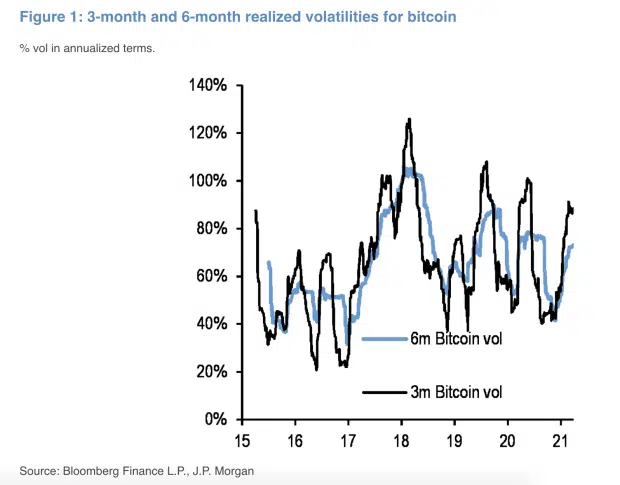 Figure 1: 3-month and 6-month realized volatilities for bitcoin
% vol in annualized terms.
140%
120%
100%
80%
60%
40%
20%
0%
6m Bitcoin vol
3m Bitcoin vol
15 16 17 18 19 20 21
Source: Bloomberg Finance L.P., J.P. Morgan